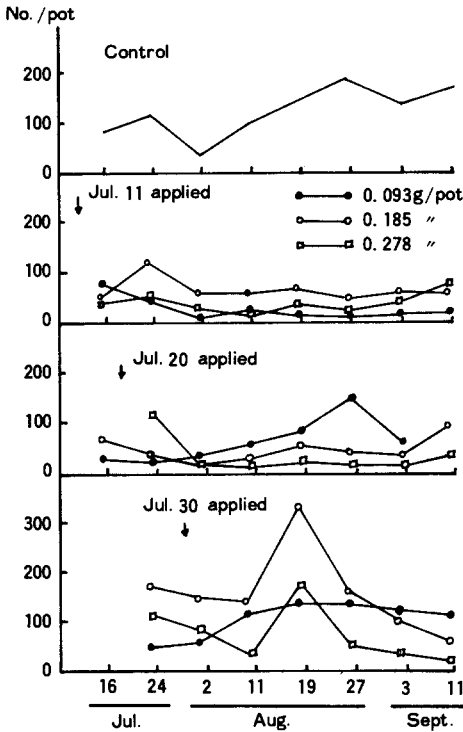 No. / pot
Control
200
100
0
Jul. 11 applied
0. 093g/pot
0. 185 〃
0. 278 〃
200
100
0
Jul. 20 applied
200
100
0
Jul. 30 applied
300
200
100
0
16 24 2 11 19 27 3 11
Jul. Aug. Sept.